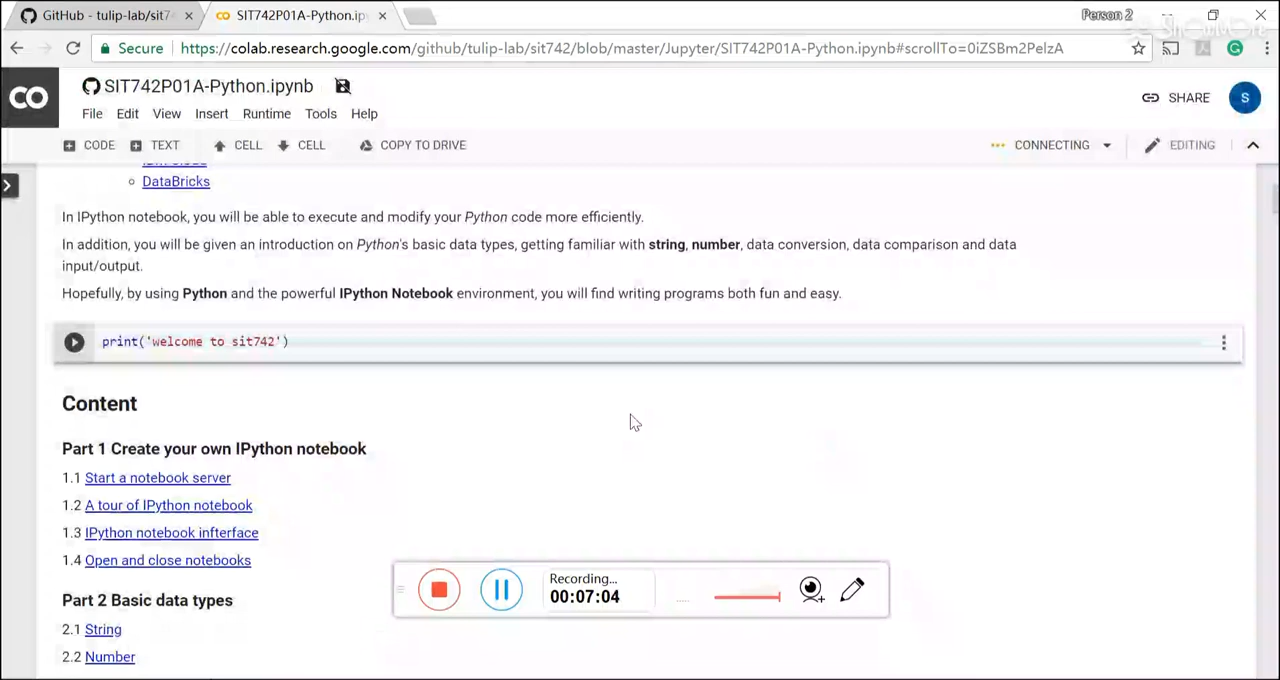 GitHub - tulip-lab/sit7
SIT742P01A-Python.ip
Person 2
Secure
https://colab.research.google.com/github/tulip-lab/sit742/blob/master/Jupyter/SIT742P01A-Python.ipynb#scrollTo=0iZSBm2PelzA
CO
SIT742P01A-Python.ipynb
SHARE
S
File Edit View Insert Runtime Tools Help
CODE TEXT CELL CELL COPY TO DRIVE CONNECTING EDITING
DataBricks
In IPython notebook, you will be able to execute and modify your Python code more efficiently.
In addition, you will be given an introduction on Python's basic data types, getting familiar with string, number, data conversion, data comparison and data
input/output.
Hopefully, by using Python and the powerful IPython Notebook environment, you will find writing programs both fun and easy.
print('welcome to sit742')
Content
Part 1 Create your own IPython notebook
1.1 Start a notebook server
1.2 A tour of IPython notebook
1.3 IPython notebook infterface
1.4 Open and close notebooks
Recording...
00:07:04
Part 2 Basic data types
2.1 String
2.2 Number